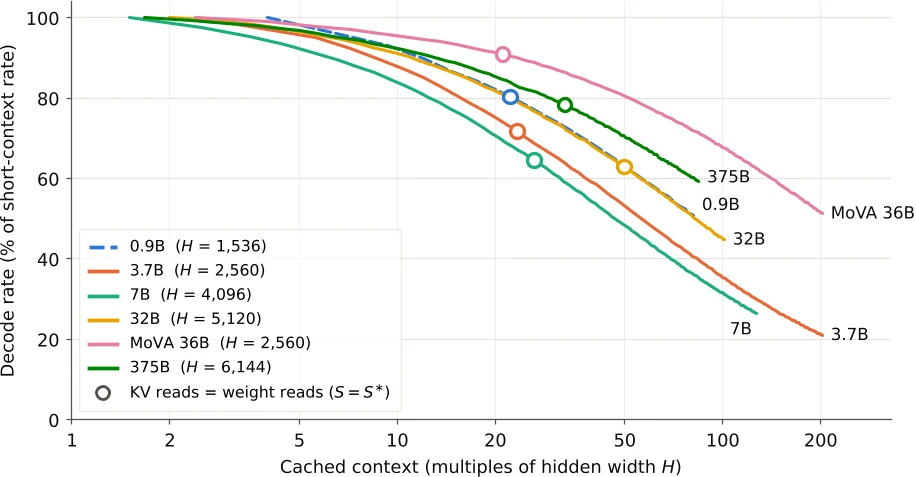 Decode rate (% of short-context rate)
100
80
60
40
20
0
375B
0.9B
MoVA 36B
32B
7B
3.7B
0.9B (H = 1,536)
3.7B (H = 2,560)
7B (H = 4,096)
32B (H = 5,120)
MoVA 36B (H = 2,560)
375B (H = 6,144)
KV reads = weight reads (S = S*)
1 2 5 10 20 50 100 200
Cached context (multiples of hidden width H)